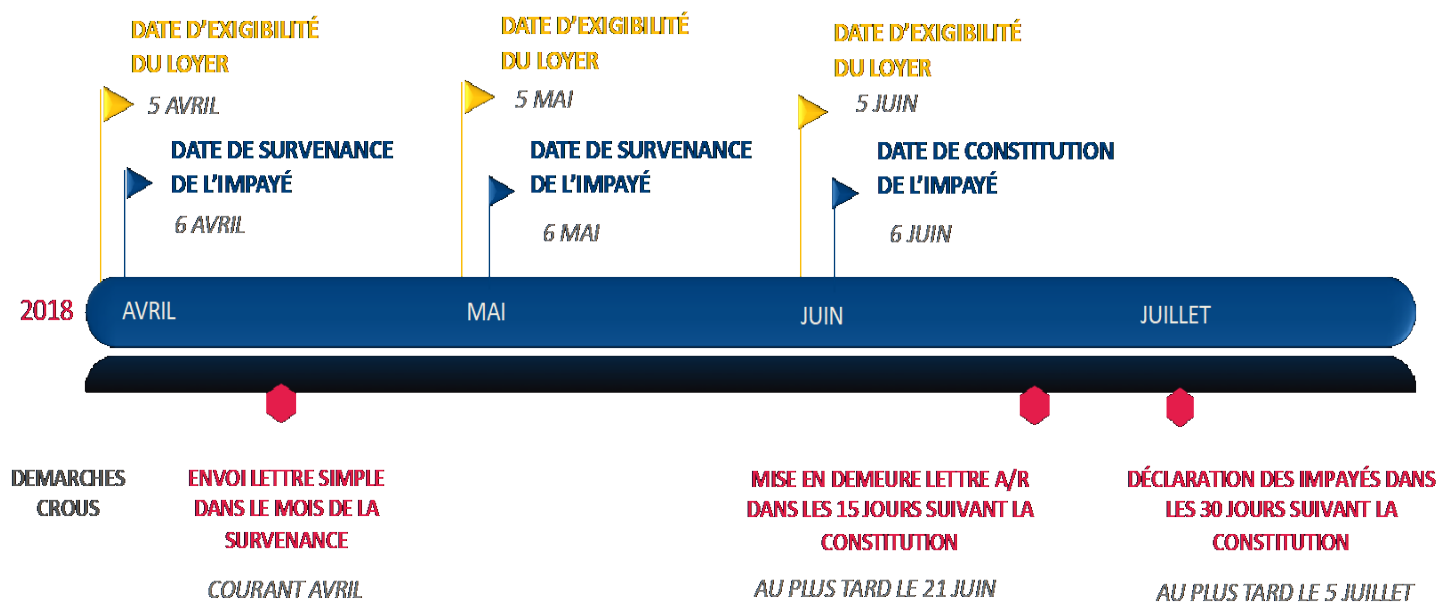 DATE D'EXIGIBILITÉ
DU LOYER
5 AVRIL
DATE DE SURVENANCE
DE L'IMPAYÉ
6 AVRIL
DATE D'EXIGIBILITÉ
DU LOYER
5 MAI
DATE DE SURVENANCE
DE L'IMPAYÉ
6 MAI
DATE D'EXIGIBILITÉ
DU LOYER
5 JUIN
DATE DE CONSTITUTION
DE L'IMPAYÉ
6 JUIN
2018
AVRIL
MAI
JUIN
JUILLET
DEMARCHES
CROUS
ENVOI LETTRE SIMPLE
DANS LE MOIS DE LA
SURVENANCE
COURANT AVRIL
MISE EN DEMEURE LETTRE A/R
DANS LES 15 JOURS SUIVANT LA
CONSTITUTION
AU PLUS TARD LE 21 JUIN
DÉCLARATION DES IMPAYÉS DANS
LES 30 JOURS SUIVANT LA
CONSTITUTION
AU PLUS TARD LE 5 JUILLET